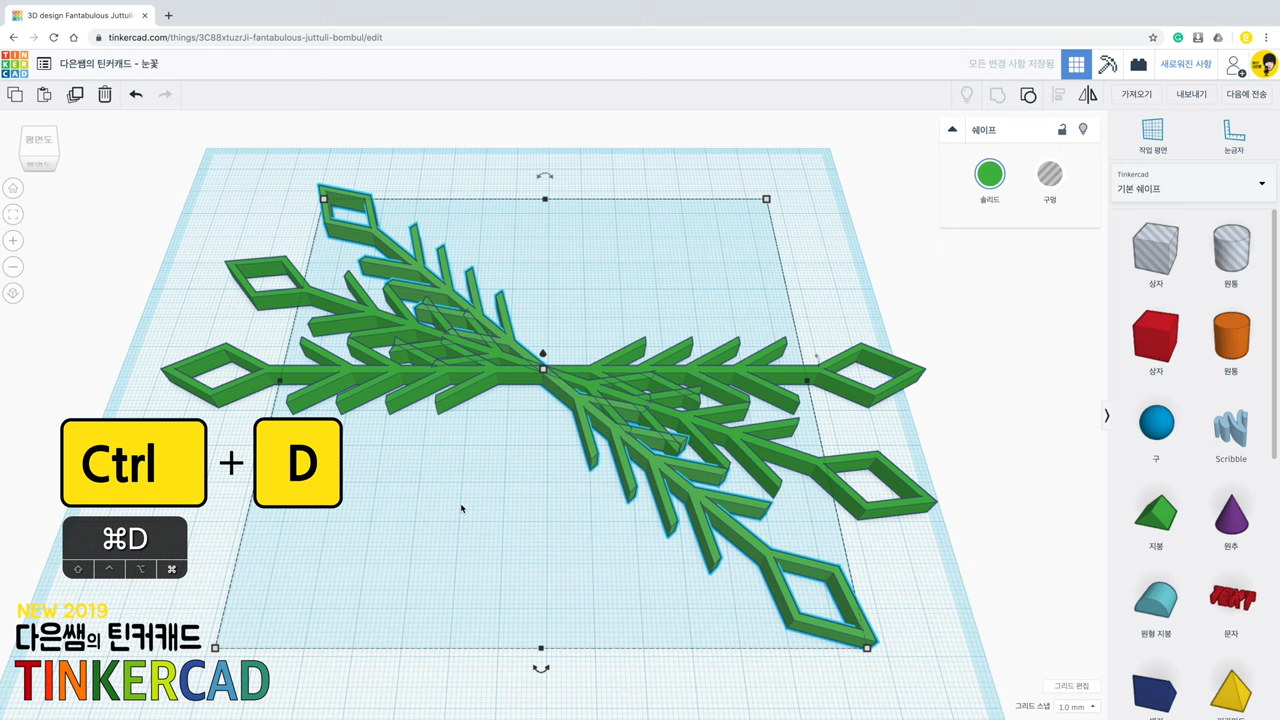 3D design Fantabulous Juttuli-
tinkercad.com/things/3C88xtuzrJi-fantabulous-juttuli-bombul/edit
TIN
KER
CAD
다은쌤의 틴커캐드 - 눈꽃
모든 변경 사항 저장됨
새로워진 사항
가져오기
내보내기
다음에 전송
평면도
쉐이프
솔리드
구멍
작업 평면
눈금자
Tinkercad
기본 쉐이프
상자
원통
상자
원통
구
Scribble
지붕
원추
원형 지붕
문자
Ctrl + D
⌘D
⇧ ^ ⌥ ⌘
NEW 2019
다은쌤의 틴커캐드
TINKERCAD
그리드 편집
그리드 스냅 1.0 mm